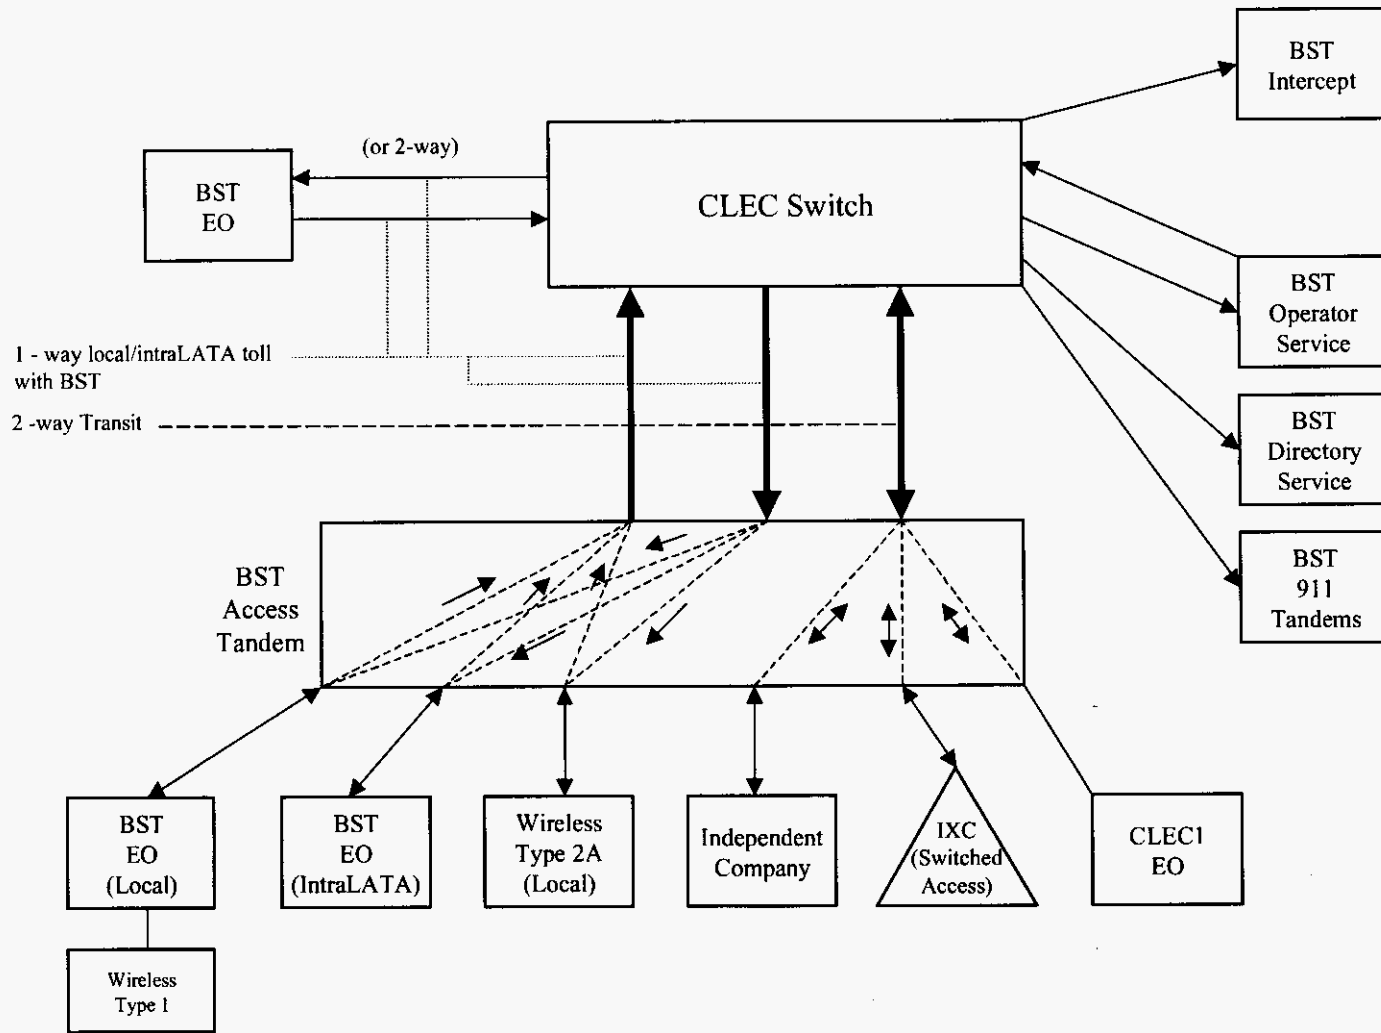 BST
Intercept
(or 2-way)
BST
EO
CLEC Switch
BST
Operator
Service
1 - way local/intraLATA toll
with BST
2 -way Transit
BST
Directory
Service
BST
911
Tandems
BST
Access
Tandem
BST
EO
(Local)
BST
EO
(IntraLATA)
Wireless
Type 2A
(Local)
Independent
Company
IXC
(Switched
Access)
CLEC1
EO
Wireless
Type 1